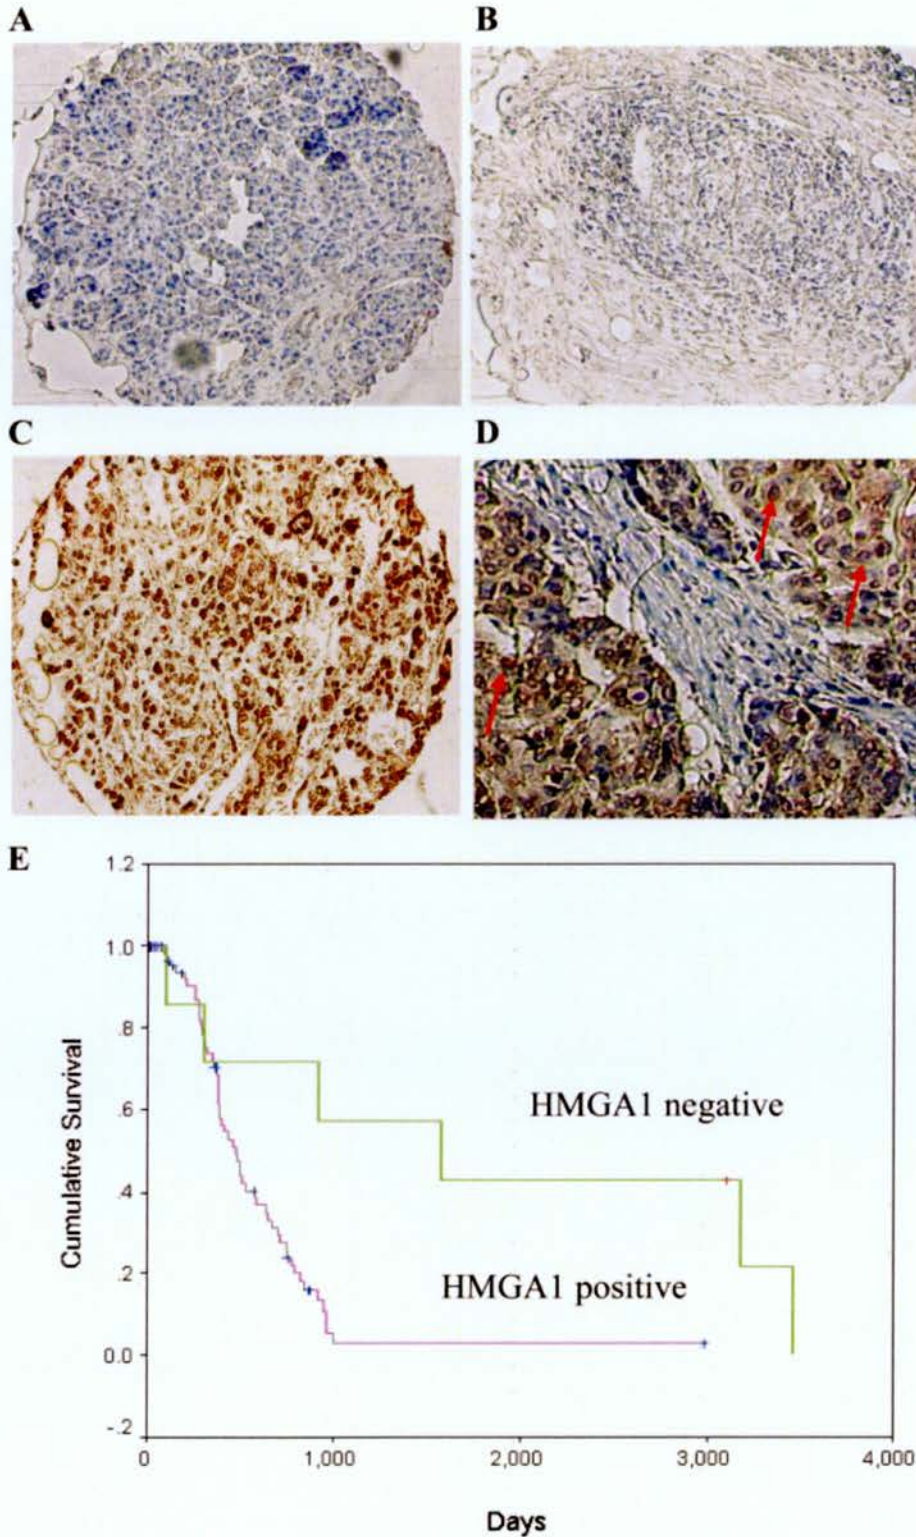 A
B
C
D
E
1.2
1.0
.8
.6
.4
.2
0.0
-.2
Cumulative Survival
HMGA1 negative
HMGA1 positive
0
1,000
2,000
3,000
4,000
Days